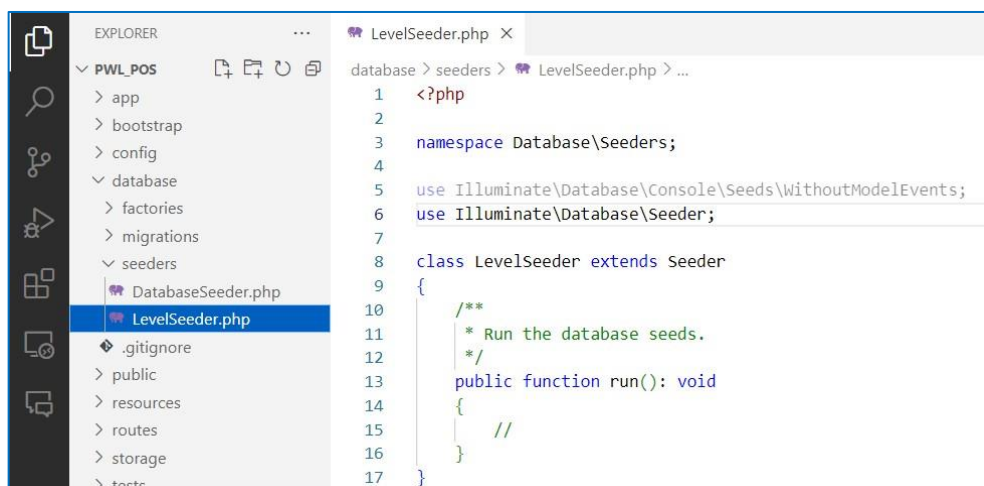 EXPLORER ...
PWL_POS
app
bootstrap
config
database
factories
migrations
seeders
DatabaseSeeder.php
LevelSeeder.php
.gitignore
public
resources
routes
storage
tests
LevelSeeder.php
database > seeders > LevelSeeder.php > ...
1 <?php
2
3 namespace Database\Seeders;
4
5 use Illuminate\Database\Console\Seeds\WithoutModelEvents;
6 use Illuminate\Database\Seeder;
7
8 class LevelSeeder extends Seeder
9 {
10 /**
11 * Run the database seeds.
12 */
13 public function run(): void
14 {
15 //
16 }
17 }